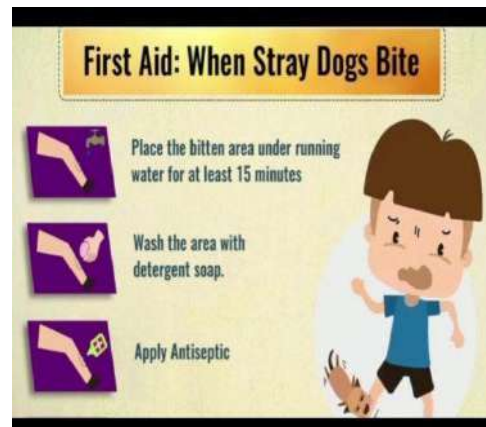 First Aid: When Stray Dogs Bite
Place the bitten area under running
water for at least 15 minutes
Wash the area with
detergent soap.
Apply Antiseptic